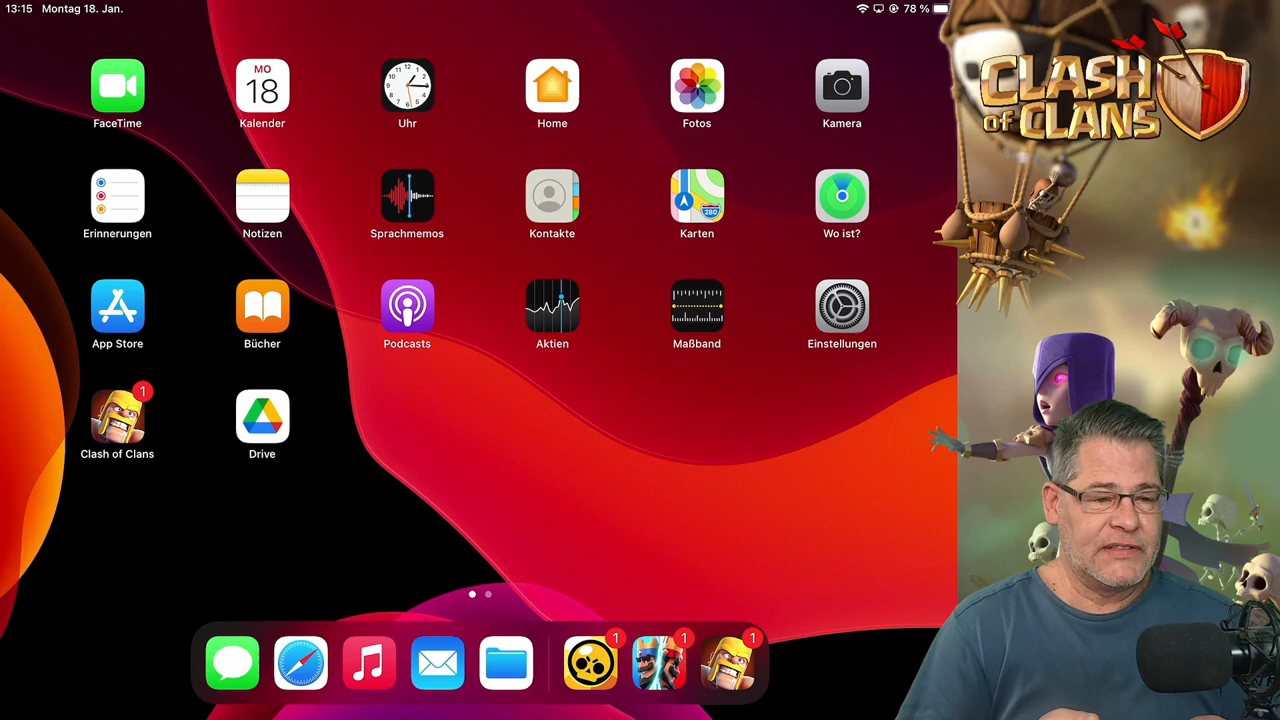 13:15 Montag 18. Jan.
78 %
CLASH
of CLANS
FaceTime
MO
18
Kalender
Uhr
Home
Fotos
Kamera
Erinnerungen
Notizen
Sprachmemos
Kontakte
280
Karten
Wo ist?
App Store
Bücher
Podcasts
Aktien
Maßband
Einstellungen
1
Clash of Clans
Drive
1
1
1